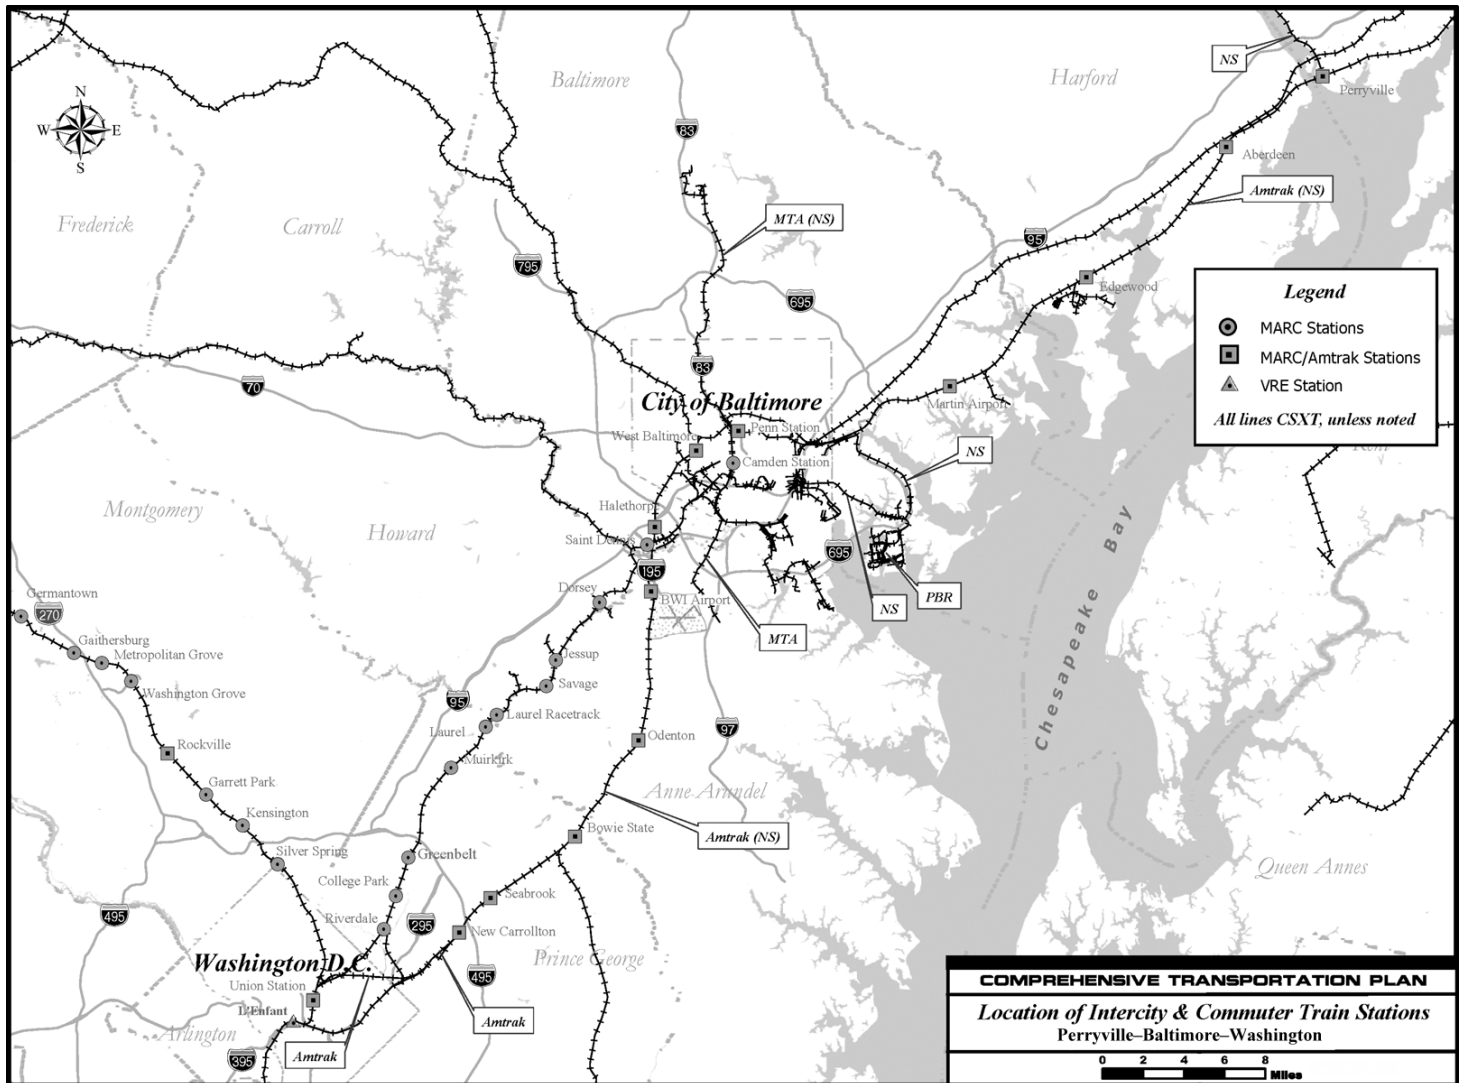 NS
Baltimore
Harford
Perryville
N
W E
S
83
Aberdeen
Amtrak (NS)
Frederick
Carroll
MTA (NS)
95
795
Edgewood
695
Legend
MARC Stations
MARC/Amtrak Stations
VRE Station
All lines CSXT, unless noted
83
70
City of Baltimore
Martin Airport
Penn Station
West Baltimore
Kent
NS
Camden Station
Montgomery
Halethorpe
Howard
Saint Denis
695
195
Chesapeake Bay
Dorsey
BWI Airport
NS
PBR
Germantown
270
MTA
Gaithersburg
Metropolitan Grove
Jessup
Washington Grove
Savage
95
Laurel Racetrack
Laurel
97
Odenton
Rockville
Muirkirk
Garrett Park
Anne Arundel
Kensington
Bowie State
Amtrak (NS)
Silver Spring
Greenbelt
Queen Annes
College Park
Seabrook
495
Riverdale
295
New Carrollton
Washington D.C.
Prince George
495
Union Station
L'Enfant
Amtrak
Arlington
Amtrak
395
COMPREHENSIVE TRANSPORTATION PLAN
Location of Intercity & Commuter Train Stations
Perryville–Baltimore–Washington
0 2 4 6 8
Miles